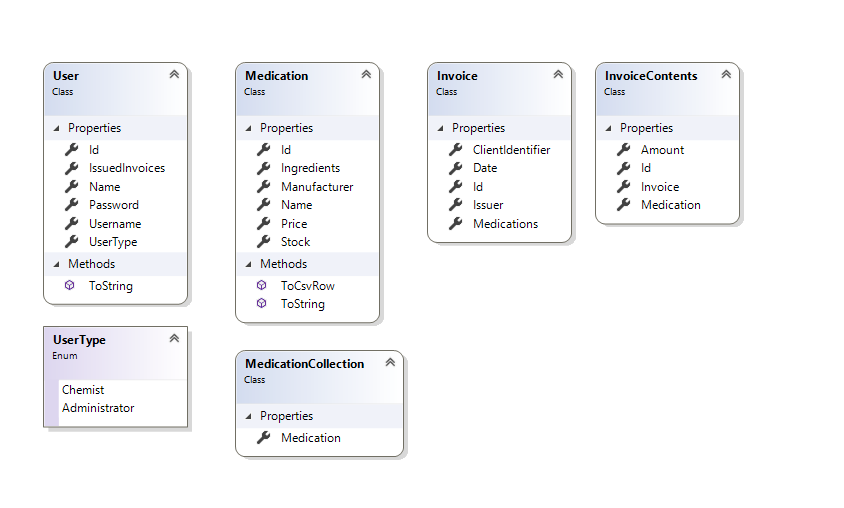 User
Class
Properties
Id
IssuedInvoices
Name
Password
Username
UserType
Methods
ToString
UserType
Enum
Chemist
Administrator
Medication
Class
Properties
Id
Ingredients
Manufacturer
Name
Price
Stock
Methods
ToCsvRow
ToString
MedicationCollection
Class
Properties
Medication
Invoice
Class
Properties
ClientIdentifier
Date
Id
Issuer
Medications
InvoiceContents
Class
Properties
Amount
Id
Invoice
Medication